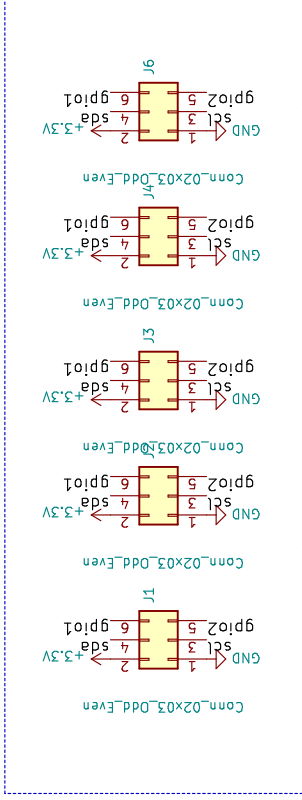 J6
gpio1 6 5 gpio2
sda 4 3 scl
+3.3V 2 1 GND
Conn_02x03_Odd_Even
J4
gpio1 6 5 gpio2
sda 4 3 scl
+3.3V 2 1 GND
Conn_02x03_Odd_Even
J3
gpio1 6 5 gpio2
sda 4 3 scl
+3.3V 2 1 GND
Conn_02x03_Odd_Even
J2
gpio1 6 5 gpio2
sda 4 3 scl
+3.3V 2 1 GND
Conn_02x03_Odd_Even
J1
gpio1 6 5 gpio2
sda 4 3 scl
+3.3V 2 1 GND
Conn_02x03_Odd_Even